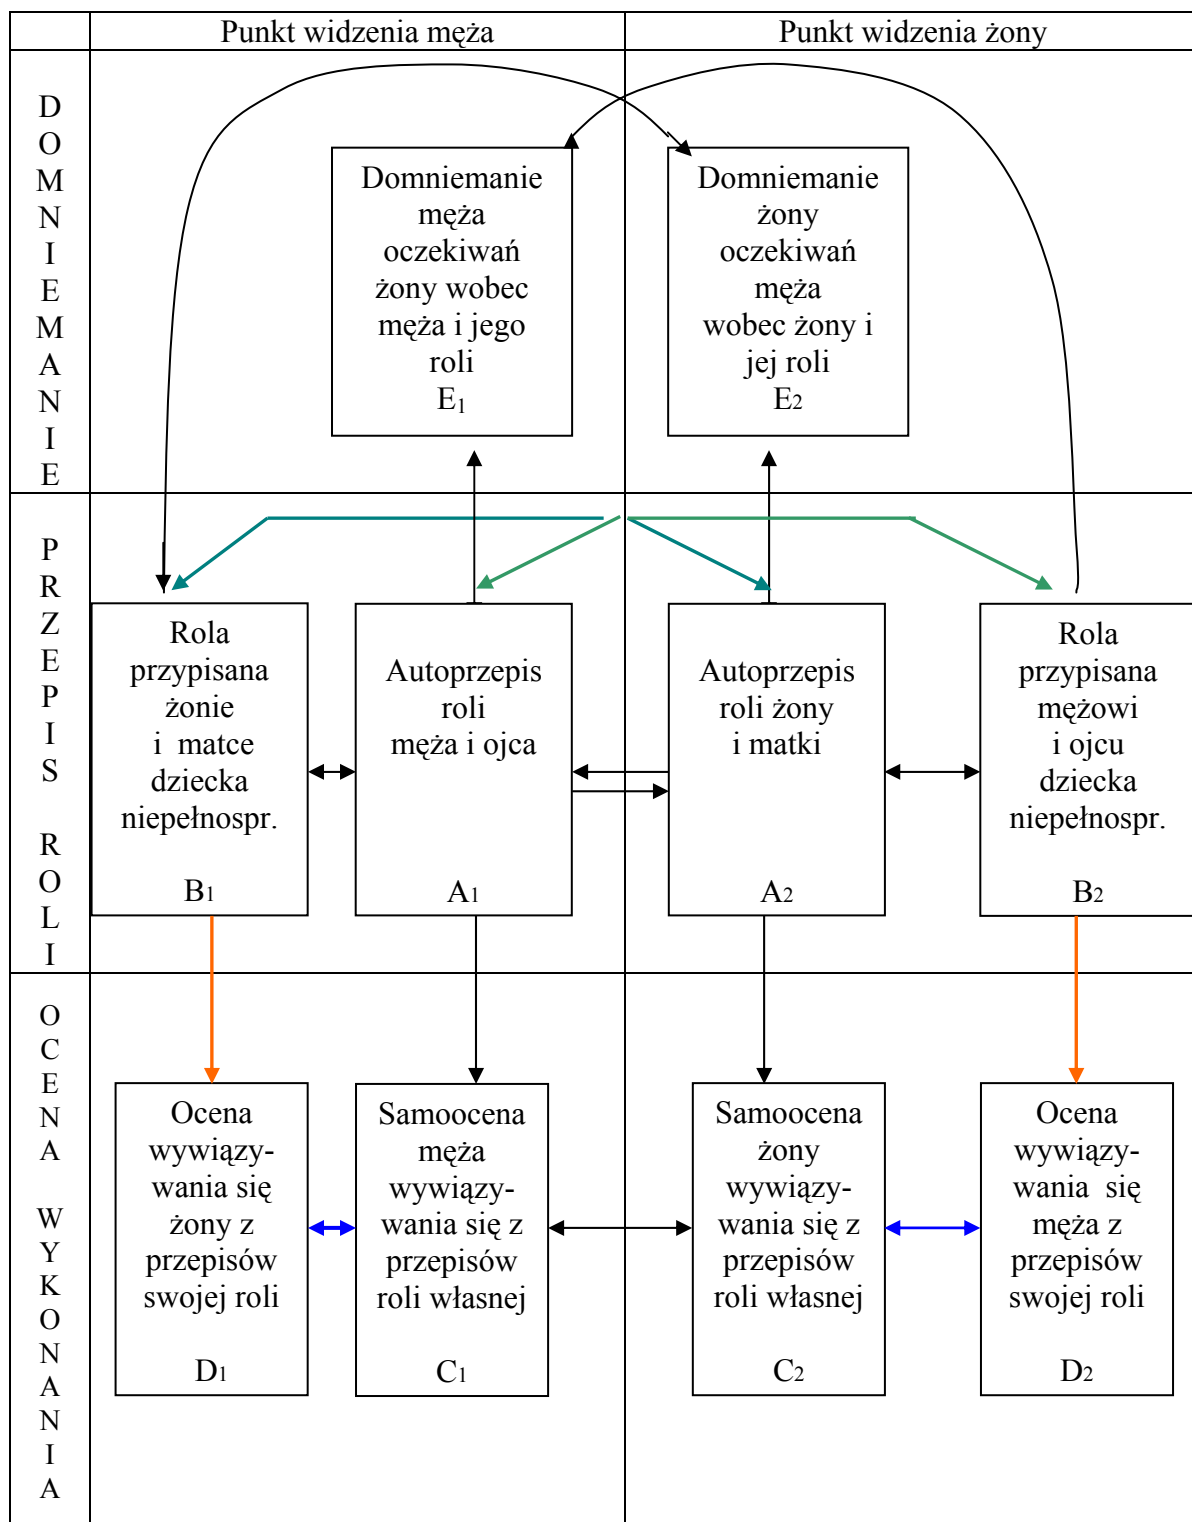 Punkt widzenia męża
Punkt widzenia żony
D
O
M
N
I
E
M
A
N
I
E
Domniemanie
męża
oczekiwań
żony wobec
męża i jego
roli
E1
Domniemanie
żony
oczekiwań
męża
wobec żony i
jej roli
E2
P
R
Z
E
P
I
S
R
O
L
I
Rola
przypisana
żonie
i matce
dziecka
niepełnospr.
B1
Autoprzepis
roli
męża i ojca
A1
Autoprzepis
roli żony
i matki
A2
Rola
przypisana
mężowi
i ojcu
dziecka
niepełnospr.
B2
O
C
E
N
A
W
Y
K
O
N
A
N
I
A
Ocena
wywiązy-
wania się
żony z
przepisów
swojej roli
D1
Samoocena
męża
wywiązy-
wania się z
przepisów
roli własnej
C1
Samoocena
żony
wywiązy-
wania się z
przepisów
roli własnej
C2
Ocena
wywiązy-
wania się
męża z
przepisów
swojej roli
D2